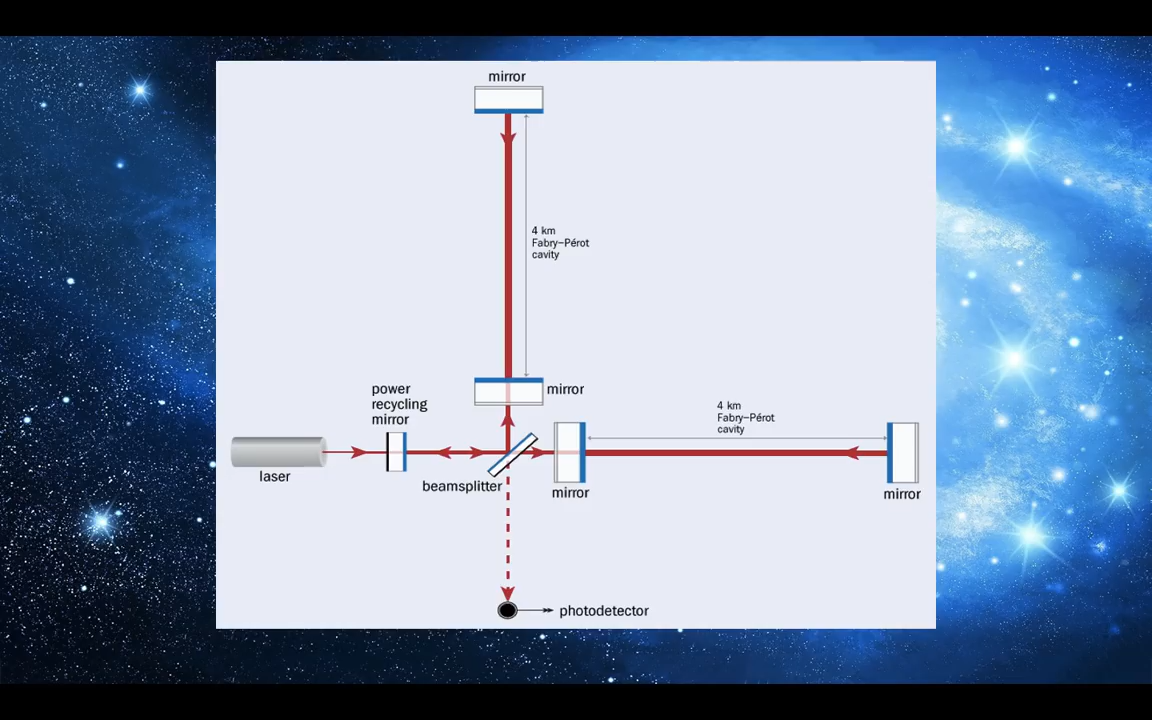 mirror
4 km
Fabry–Pérot
cavity
power
recycling
mirror
mirror
4 km
Fabry–Pérot
cavity
laser
beamsplitter
mirror
mirror
photodetector